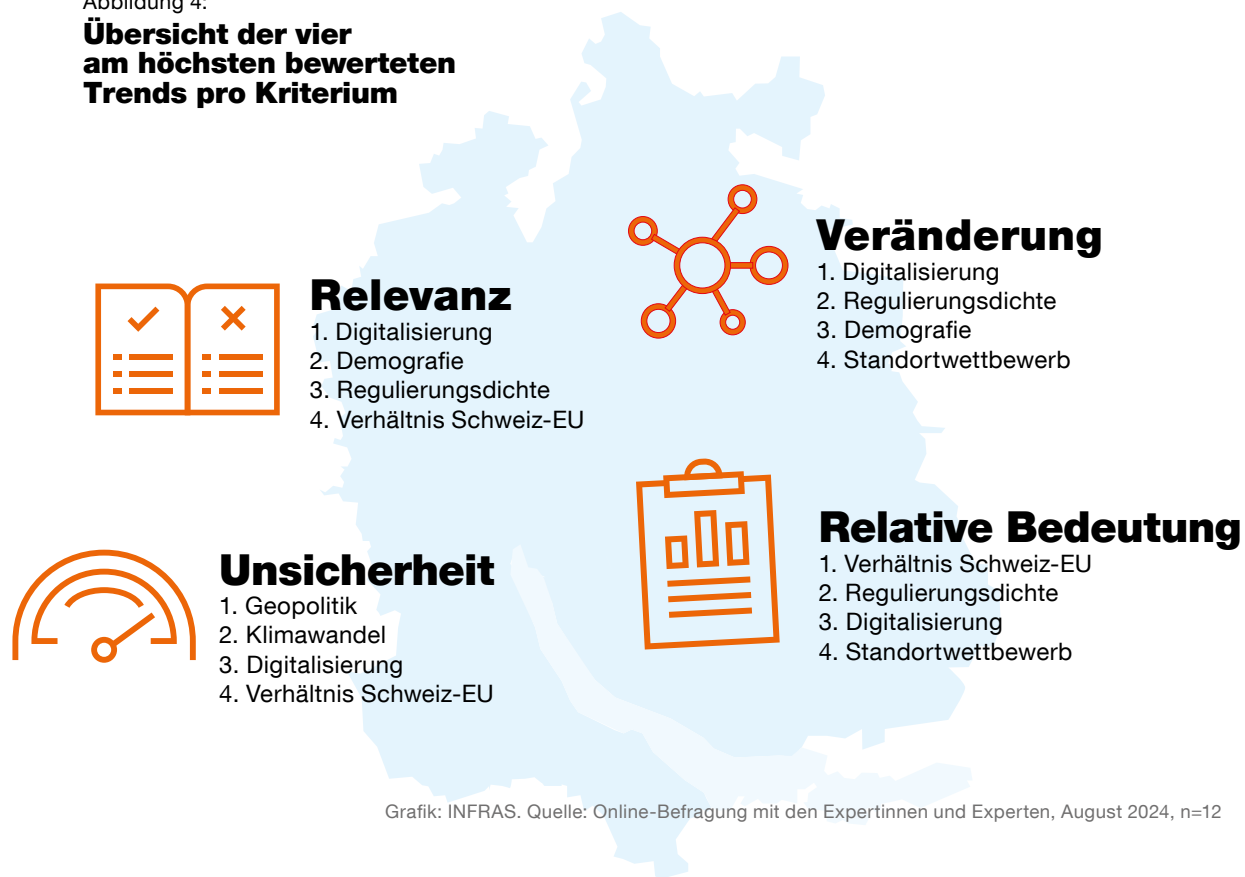 Abbildung 4:
Übersicht der vier
am höchsten bewerteten
Trends pro Kriterium
Relevanz
1. Digitalisierung
2. Demografie
3. Regulierungsdichte
4. Verhältnis Schweiz-EU
Veränderung
1. Digitalisierung
2. Regulierungsdichte
3. Demografie
4. Standortwettbewerb
Unsicherheit
1. Geopolitik
2. Klimawandel
3. Digitalisierung
4. Verhältnis Schweiz-EU
Relative Bedeutung
1. Verhältnis Schweiz-EU
2. Regulierungsdichte
3. Digitalisierung
4. Standortwettbewerb
Grafik: INFRAS. Quelle: Online-Befragung mit den Expertinnen und Experten, August 2024, n=12